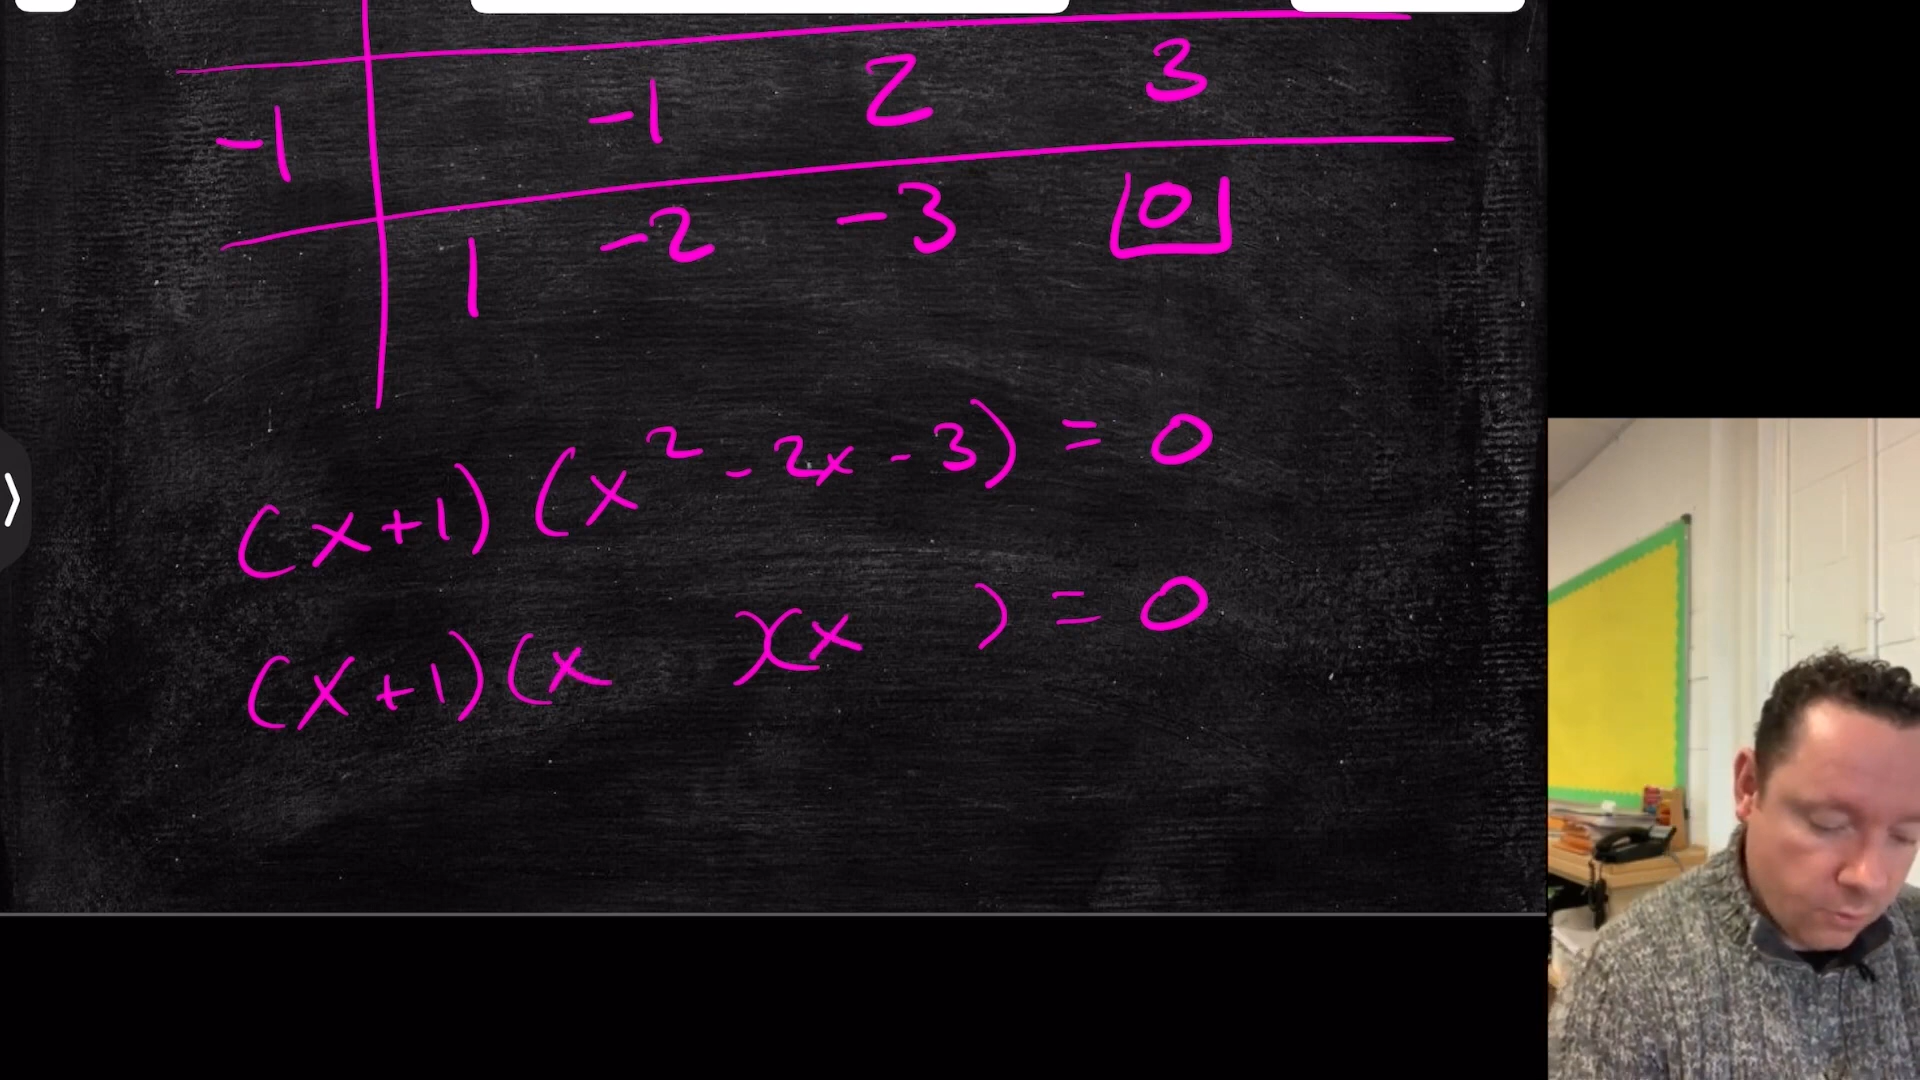 -1 -1 2 3
1 -2 -3 0
(x+1)(x² - 2x - 3) = 0
(x+1)(x )(x ) = 0